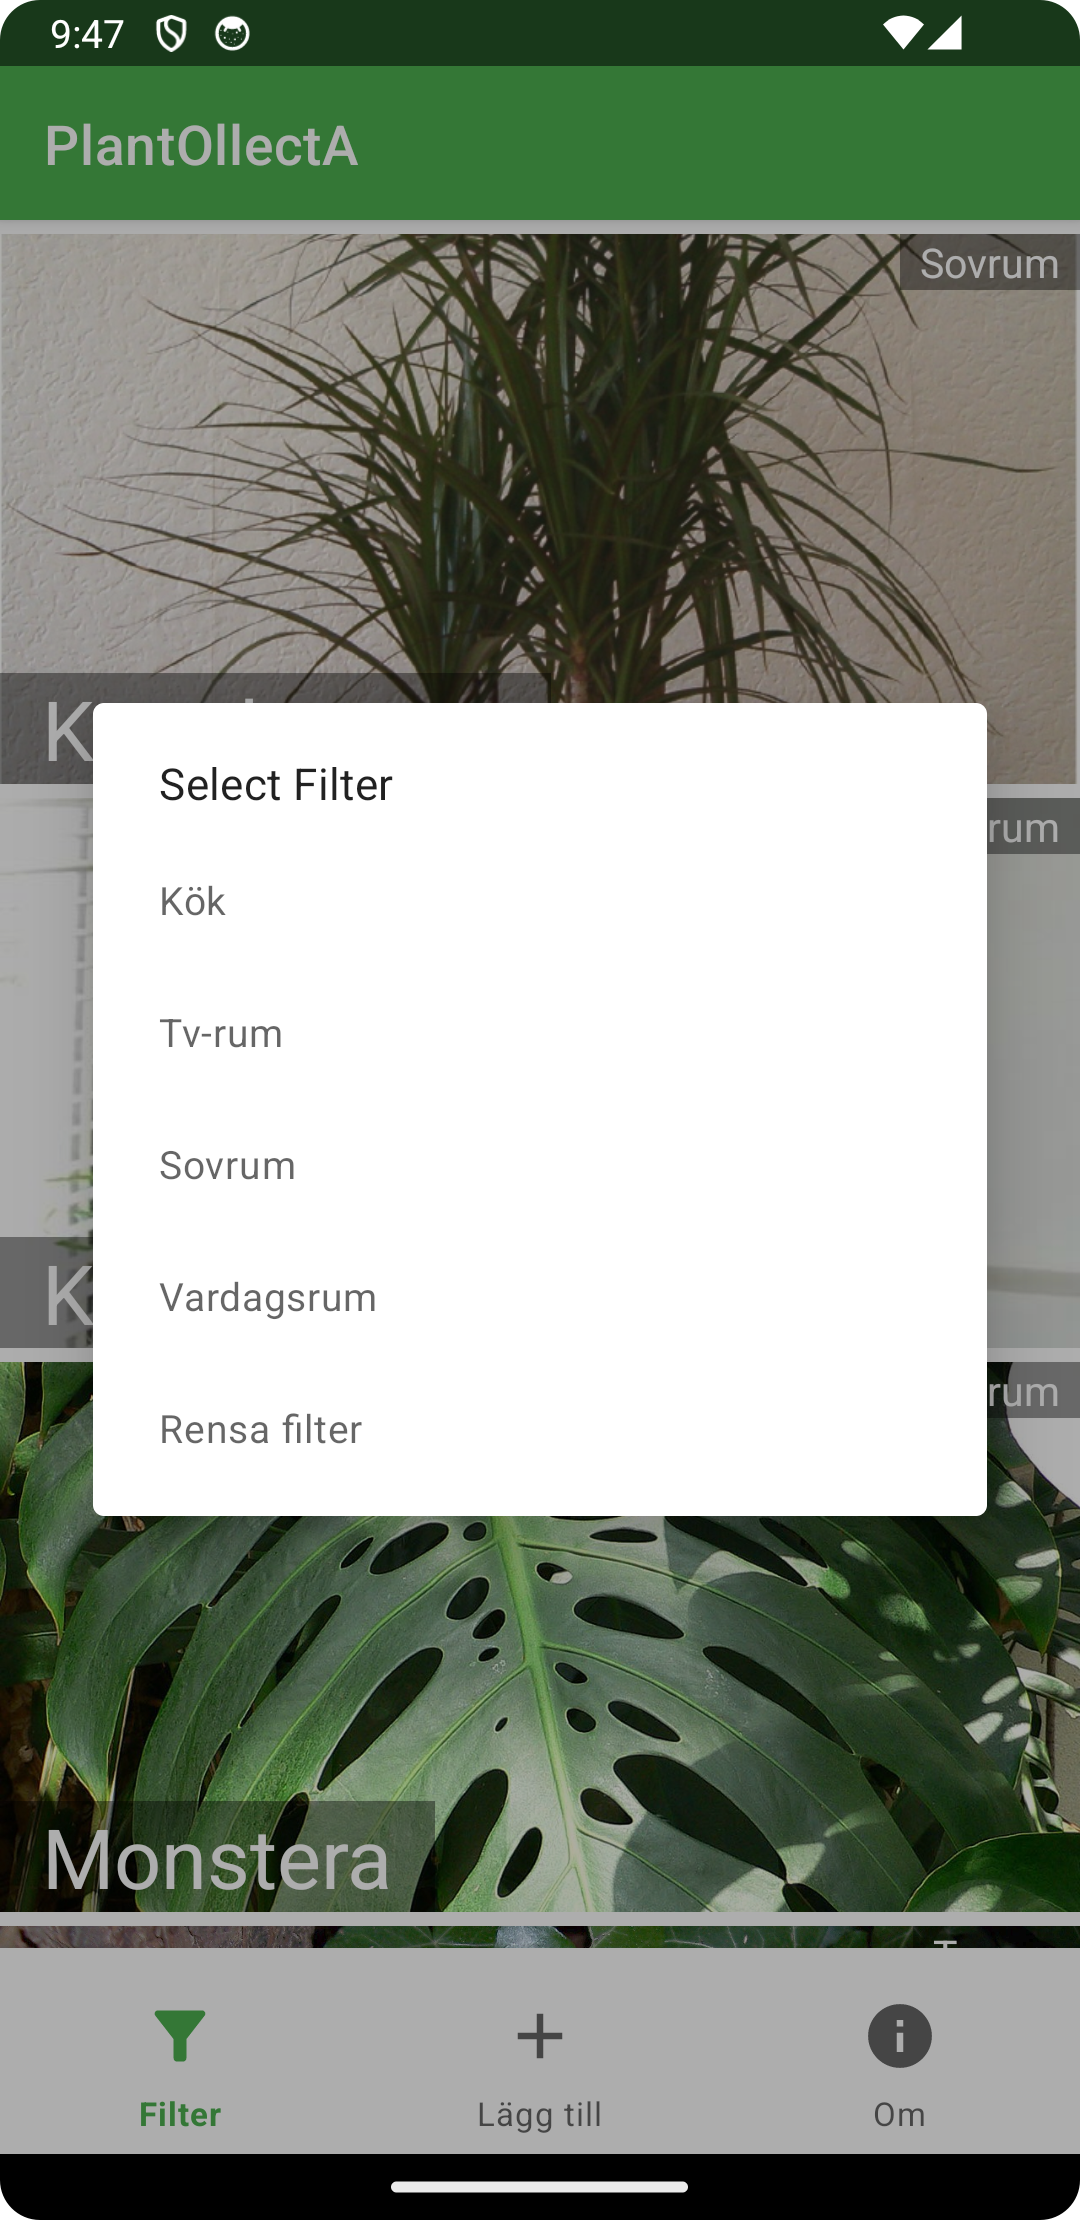 9:47
PlantOllectA
Sovrum
Select Filter
rum
Kök
Tv-rum
Sovrum
Vardagsrum
rum
Rensa filter
Monstera
Filter
Lägg till
Om